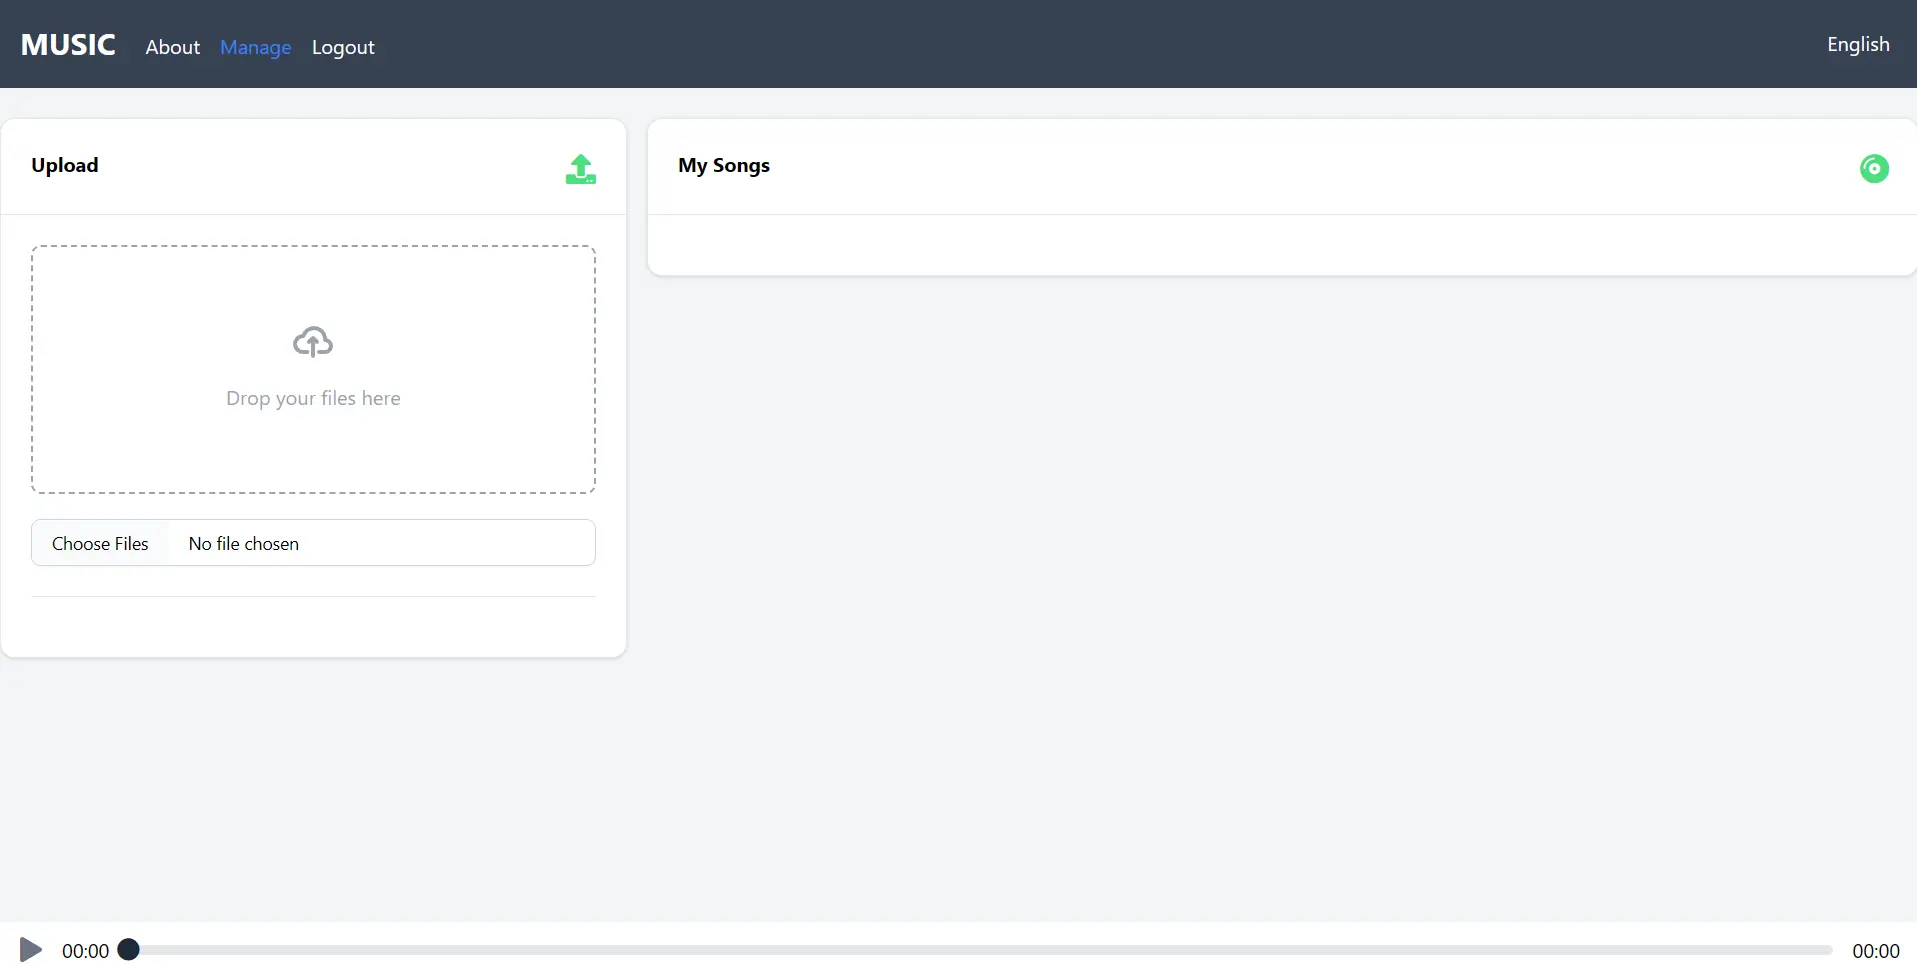 MUSIC About Manage Logout English
Upload
My Songs
Drop your files here
Choose Files No file chosen
00:00 00:00